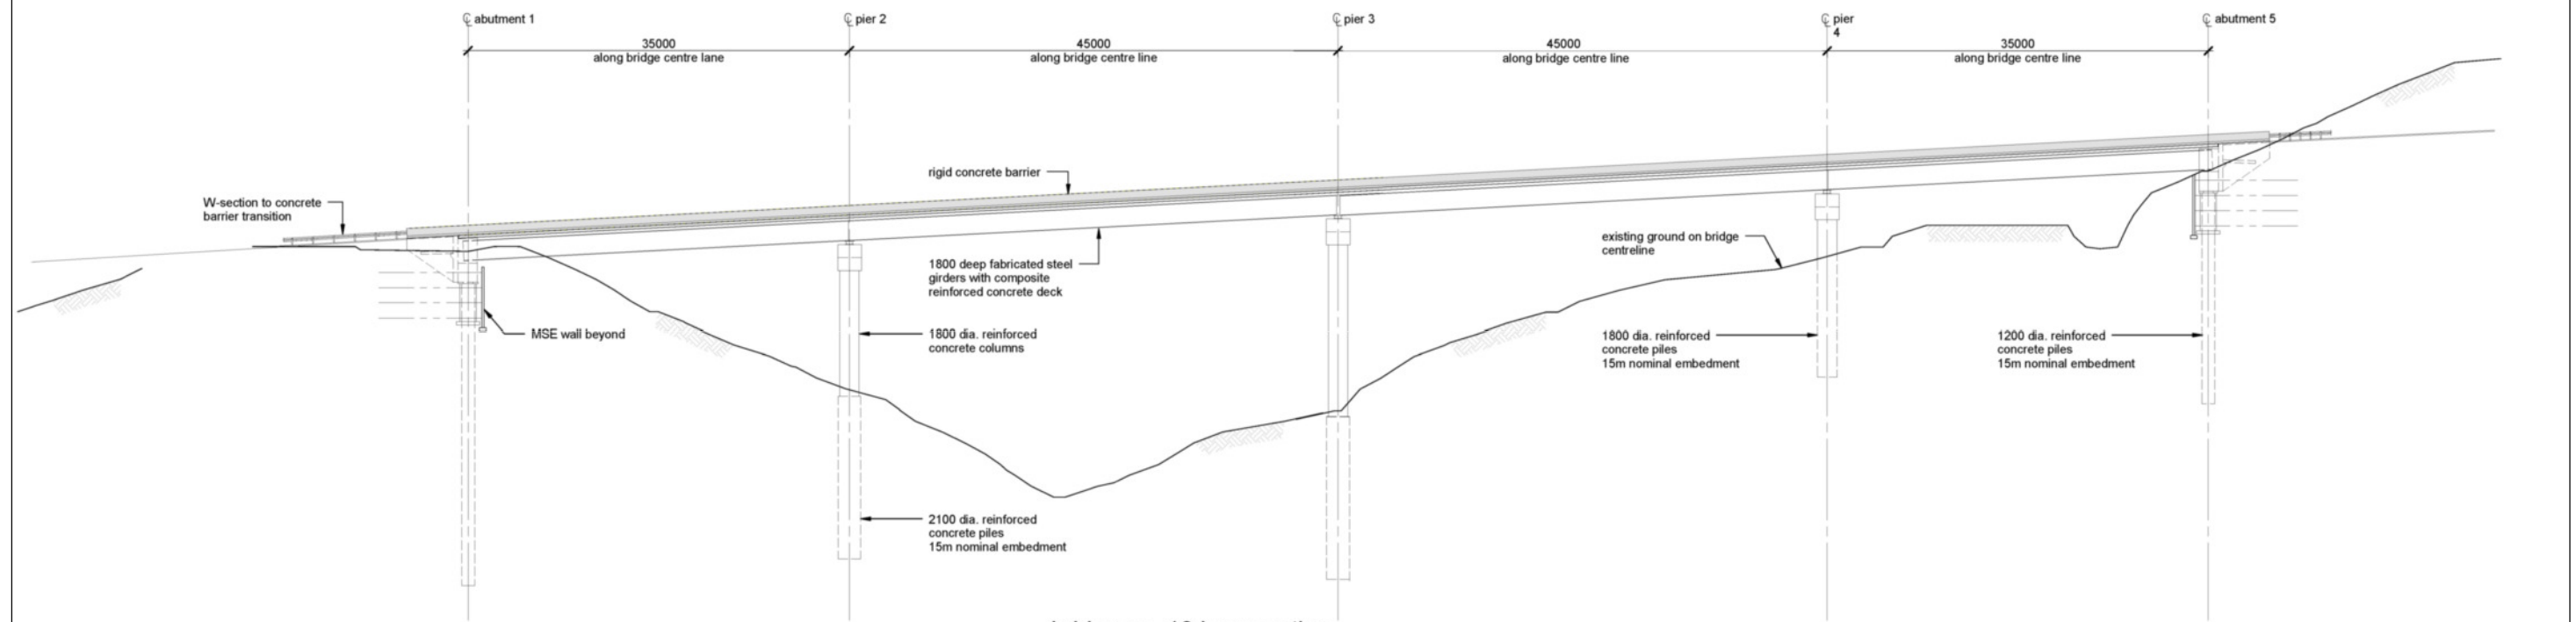 ℄ abutment 1
℄ pier 2
℄ pier 3
℄ pier
4
℄ abutment 5
35000
along bridge centre lane
45000
along bridge centre line
45000
along bridge centre line
35000
along bridge centre line
rigid concrete barrier
W-section to concrete
barrier transition
existing ground on bridge
centreline
1800 deep fabricated steel
girders with composite
reinforced concrete deck
MSE wall beyond
1800 dia. reinforced
concrete columns
1800 dia. reinforced
concrete piles
15m nominal embedment
1200 dia. reinforced
concrete piles
15m nominal embedment
2100 dia. reinforced
concrete piles
15m nominal embedment